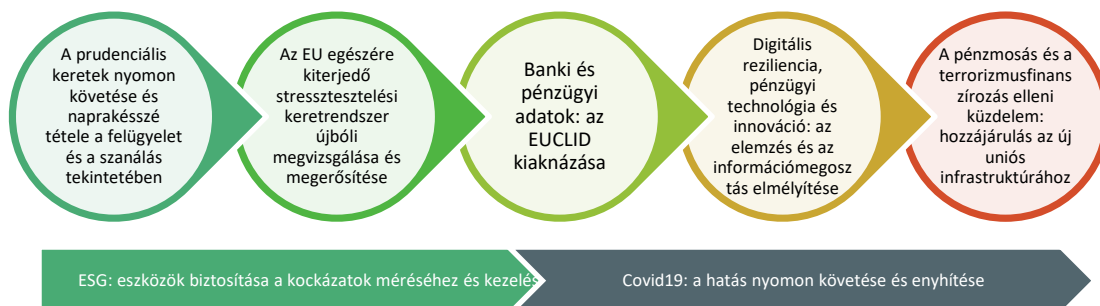 A prudenciális
keretek nyomon
követése és
naprakésszé
tétele a felügyelet
és a szanálás
tekintetében
Az EU egészére
kiterjedő
stressztesztelési
keretrendszer
újbóli
megvizsgálása és
megerősítése
Banki és
pénzügyi
adatok: az
EUCLID
kiaknázása
Digitális
reziliencia,
pénzügyi
technológia és
innováció: az
elemzés és az
információmegosz
tás elmélyítése
A pénzmosás és a
terrorizmusfinans
zírozás elleni
küzdelem:
hozzájárulás az új
uniós
infrastruktúrához
ESG: eszközök biztosítása a kockázatok méréséhez és kezelés
Covid19: a hatás nyomon követése és enyhítése